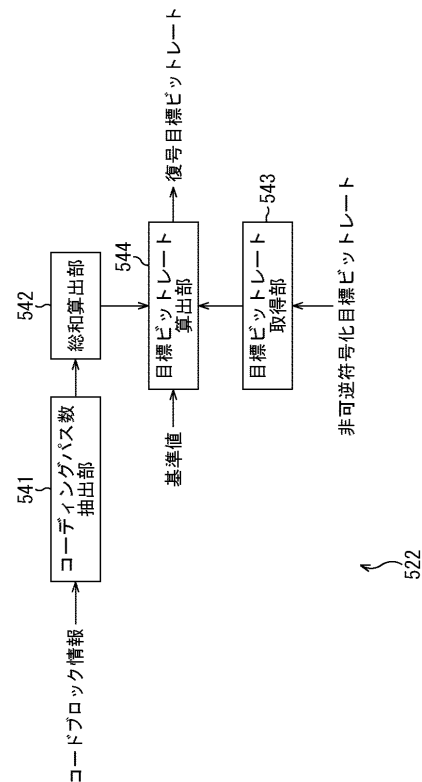 コードブロック情報
541
コーディングパス数
抽出部
542
総和算出部
基準値
544
目標ビットレート
算出部
復号目標ビットレート
543
目標ビットレート
取得部
非可逆符号化目標ビットレート
522